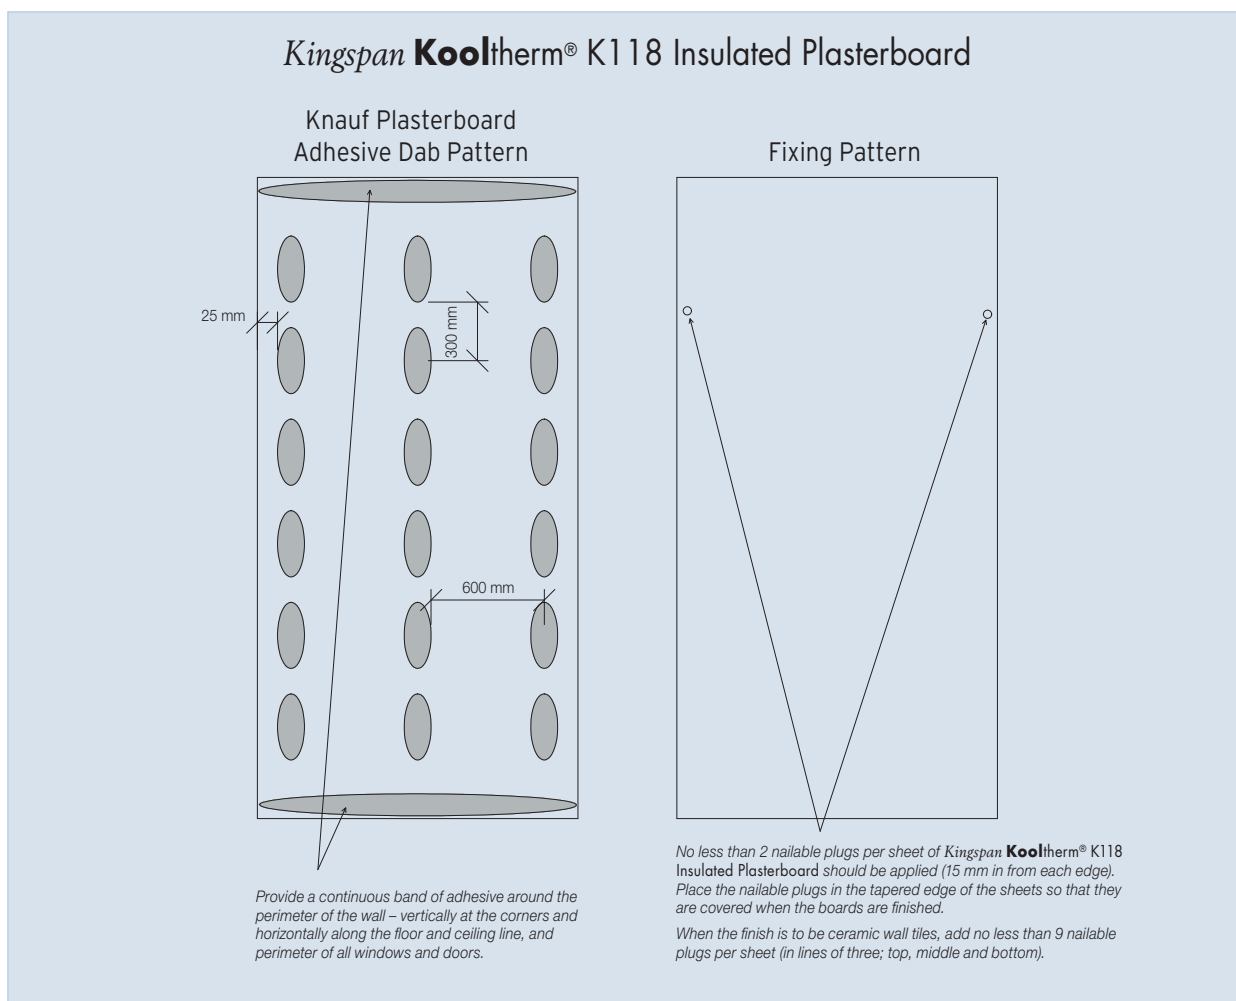 Kingspan Kooltherm® K118 Insulated Plasterboard
Knauf Plasterboard
Adhesive Dab Pattern
25 mm
300 mm
600 mm
Provide a continuous band of adhesive around the
perimeter of the wall – vertically at the corners and
horizontally along the floor and ceiling line, and
perimeter of all windows and doors.
Fixing Pattern
No less than 2 nailable plugs per sheet of Kingspan Kooltherm® K118
Insulated Plasterboard should be applied (15 mm in from each edge).
Place the nailable plugs in the tapered edge of the sheets so that they
are covered when the boards are finished.
When the finish is to be ceramic wall tiles, add no less than 9 nailable
plugs per sheet (in lines of three; top, middle and bottom).